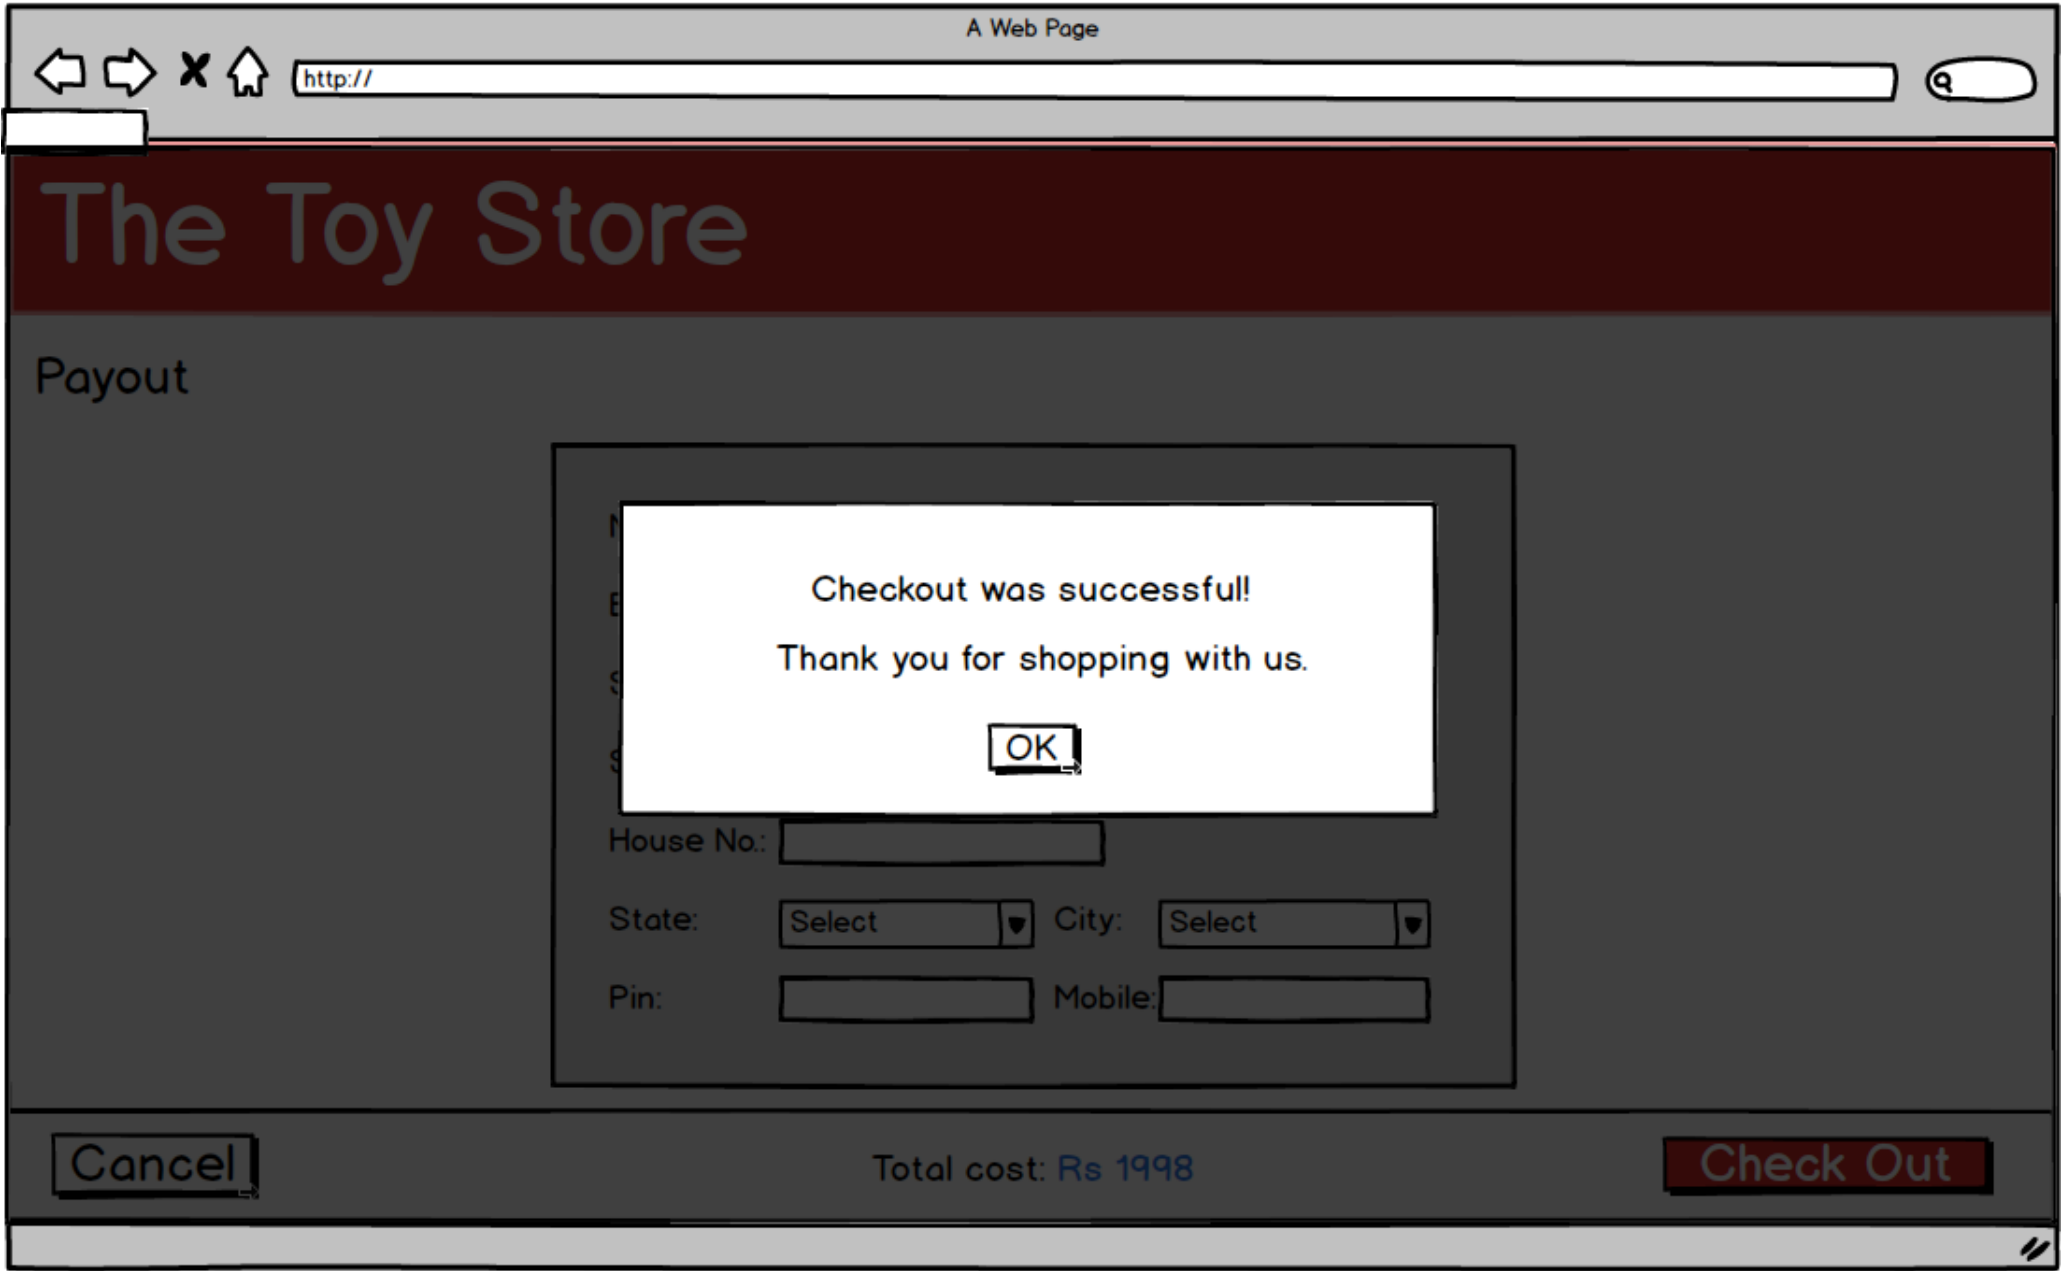 A Web Page
http://
The Toy Store
Payout
Checkout was successful!
Thank you for shopping with us.
OK
House No.:
State: Select City: Select
Pin: Mobile:
Cancel Total cost: Rs 1998 Check Out